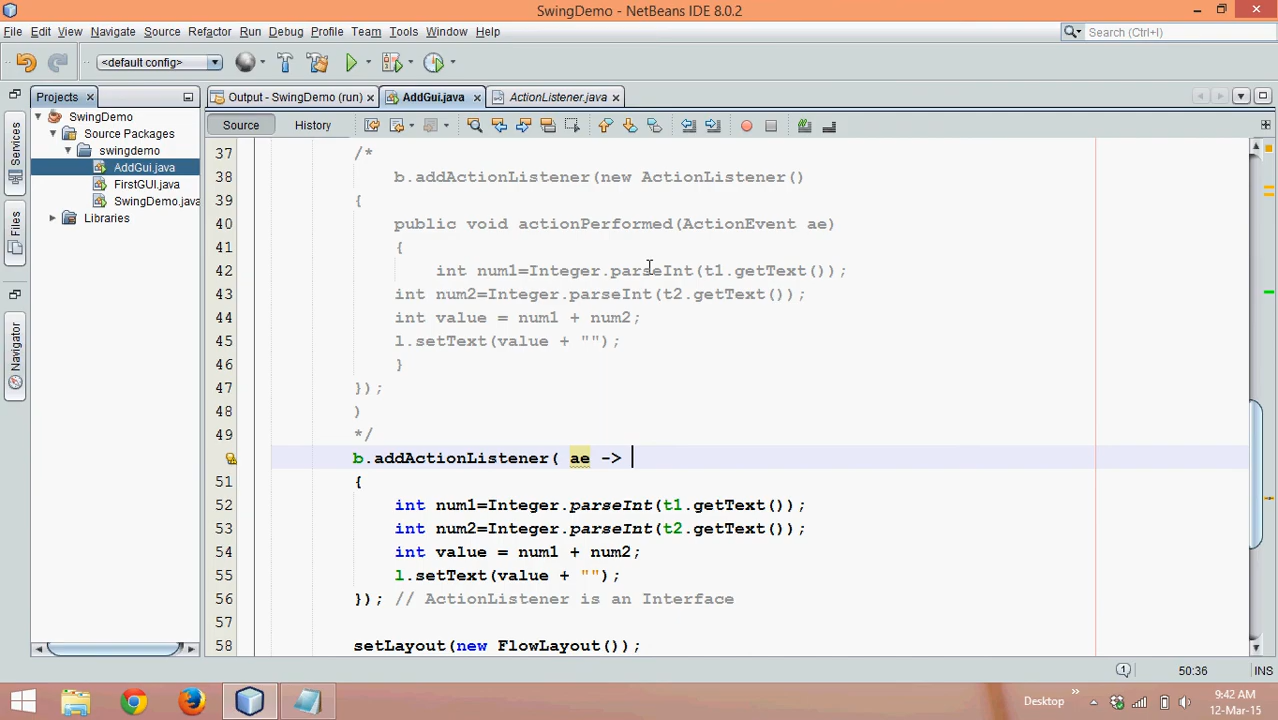 SwingDemo - NetBeans IDE 8.0.2
File Edit View Navigate Source Refactor Run Debug Profile Team Tools Window Help
Search (Ctrl+I)
<default config>
Projects
Output - SwingDemo (run)
AddGui.java
ActionListener.java
Source
History
Services
Files
Navigator
SwingDemo
Source Packages
swingdemo
AddGui.java
FirstGUI.java
SwingDemo.java
Libraries
37 /*
38 b.addActionListener(new ActionListener()
39 {
40 public void actionPerformed(ActionEvent ae)
41 {
42 int num1=Integer.parseInt(t1.getText());
43 int num2=Integer.parseInt(t2.getText());
44 int value = num1 + num2;
45 l.setText(value + "");
46 }
47 });
48 )
49 */
b.addActionListener( ae ->
51 {
52 int num1=Integer.parseInt(t1.getText());
53 int num2=Integer.parseInt(t2.getText());
54 int value = num1 + num2;
55 l.setText(value + "");
56 }); // ActionListener is an Interface
57
58 setLayout(new FlowLayout());
50:36
INS
Desktop
9:42 AM
12-Mar-15